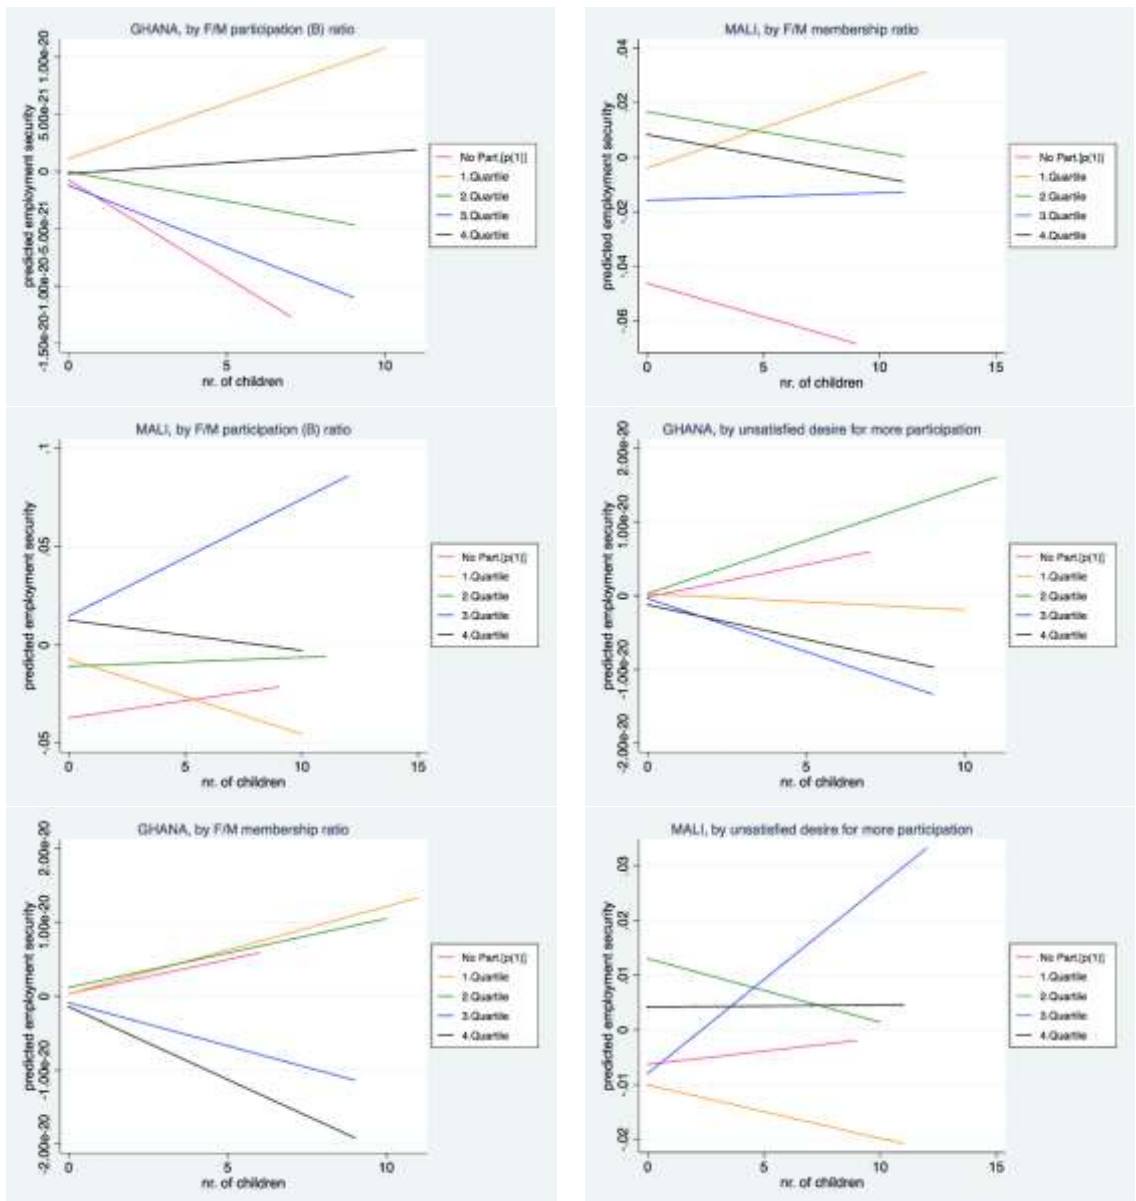 GHANA, by F/M participation (B) ratio
predicted employment security
-1.50e-20 -1.00e-20 -5.00e-21 0 5.00e-21 1.00e-20
0 5 10
nr. of children
No Part.[p(1)]
1.Quartile
2.Quartile
3.Quartile
4.Quartile
MALI, by F/M membership ratio
predicted employment security
-.06 -.04 -.02 0 .02 .04
0 5 10 15
nr. of children
No Part.[p(1)]
1.Quartile
2.Quartile
3.Quartile
4.Quartile
MALI, by F/M participation (B) ratio
predicted employment security
-.05 0 .05 .1
0 5 10 15
nr. of children
No Part.[p(1)]
1.Quartile
2.Quartile
3.Quartile
4.Quartile
GHANA, by unsatisfied desire for more participation
predicted employment security
-2.00e-20 -1.00e-20 0 1.00e-20 2.00e-20
0 5 10
nr. of children
No Part.[p(1)]
1.Quartile
2.Quartile
3.Quartile
4.Quartile
GHANA, by F/M membership ratio
predicted employment security
-2.00e-20 -1.00e-20 0 1.00e-20 2.00e-20
0 5 10
nr. of children
No Part.[p(1)]
1.Quartile
2.Quartile
3.Quartile
4.Quartile
MALI, by unsatisfied desire for more participation
predicted employment security
-.02 -.01 0 .01 .02 .03
0 5 10 15
nr. of children
No Part.[p(1)]
1.Quartile
2.Quartile
3.Quartile
4.Quartile